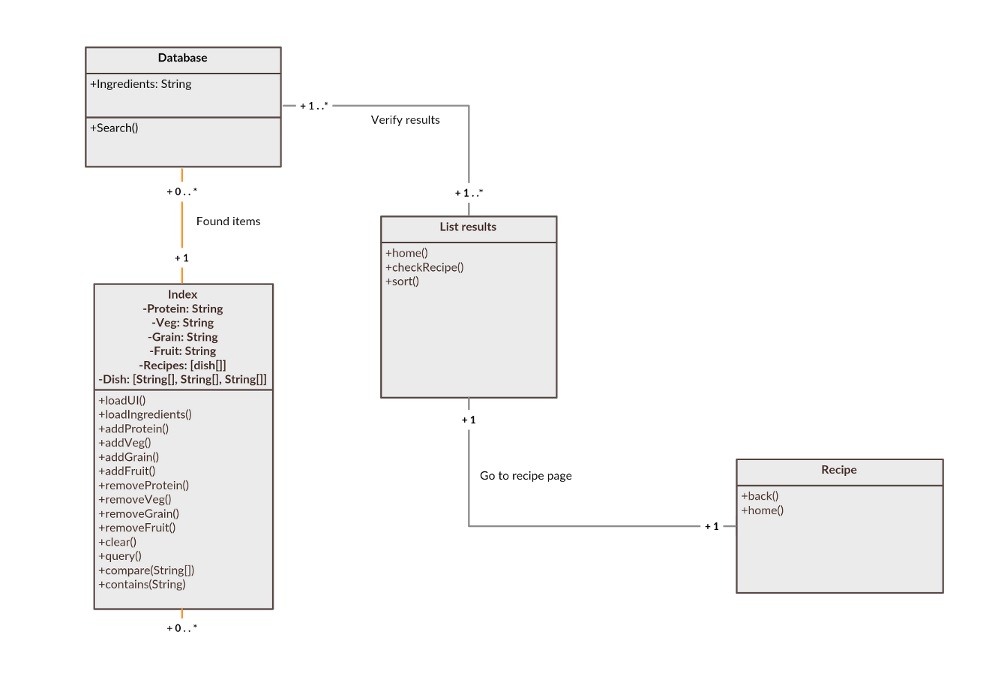 Database
+Ingredients: String
+Search()
+ 1 . . *
Verify results
+ 0 . . *
Found items
+ 1
+ 1 . . *
List results
+home()
+checkRecipe()
+sort()
Index
-Protein: String
-Veg: String
-Grain: String
-Fruit: String
-Recipes: [dish[]]
-Dish: [String[], String[], String[]]
+loadUI()
+loadIngredients()
+addProtein()
+addVeg()
+addGrain()
+addFruit()
+removeProtein()
+removeVeg()
+removeGrain()
+removeFruit()
+clear()
+query()
+compare(String[])
+contains(String)
+ 0 . . *
+ 1
Go to recipe page
+ 1
Recipe
+back()
+home()